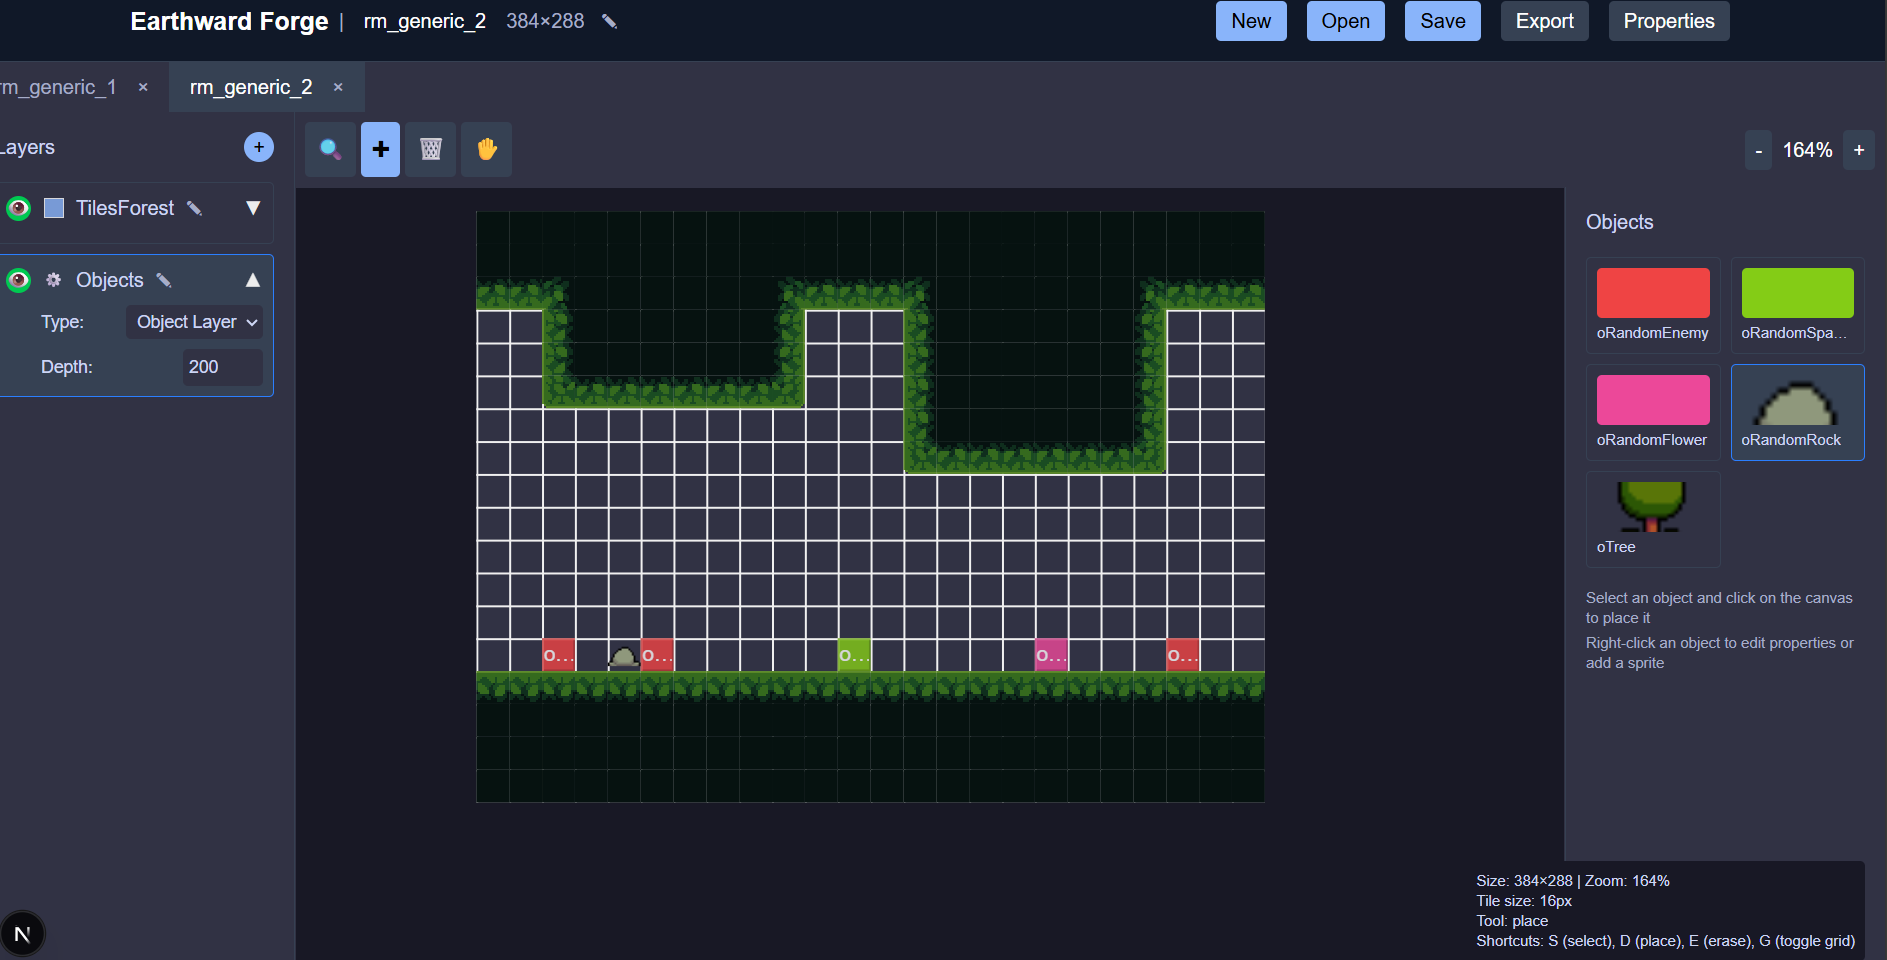 Earthward Forge | rm_generic_2 384×288
New Open Save Export Properties
rm_generic_1 × rm_generic_2 ×
Layers +
- 164% +
TilesForest
Objects
Type: Object Layer
Depth: 200
Objects
oRandomEnemy oRandomSpa...
oRandomFlower oRandomRock
oTree
Select an object and click on the canvas
to place it
Right-click an object to edit properties or
add a sprite
o... o... o... o... o...
Size: 384×288 | Zoom: 164%
Tile size: 16px
Tool: place
Shortcuts: S (select), D (place), E (erase), G (toggle grid)
N